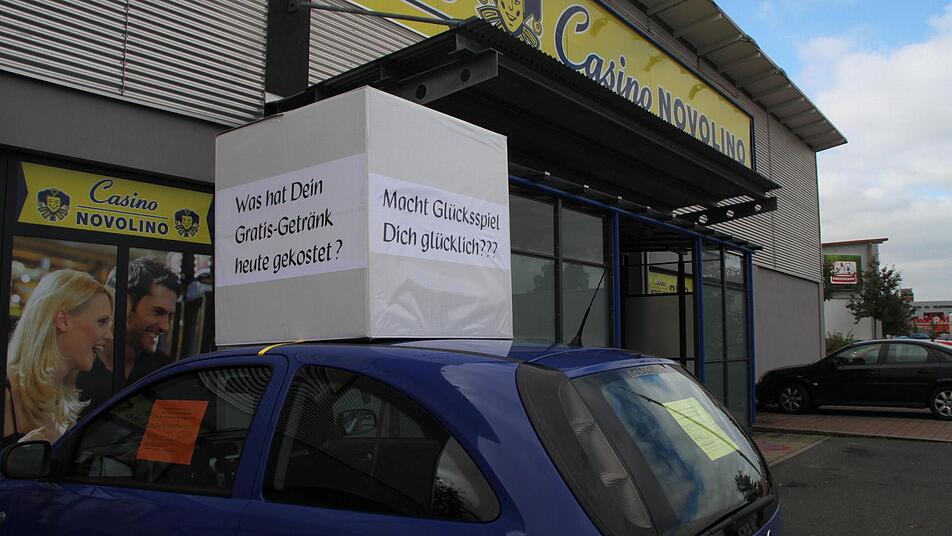 Casino NOVOLINO
Casino
NOVOLINO
Was hat Dein
Gratis-Getränk
heute gekostet ?
Macht Glücksspiel
Dich glücklich???